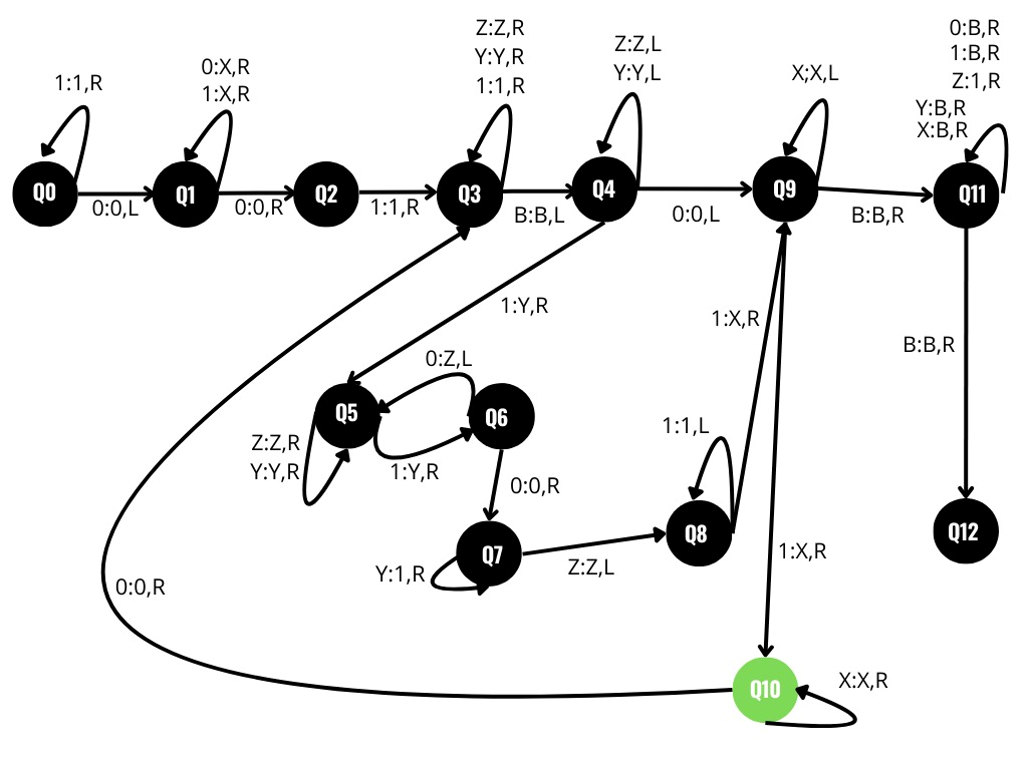 0:B,R
1:B,R
Z:1,R
Y:B,R
X:B,R
Z:Z,R
Y:Y,R
1:1,R
Z:Z,L
Y:Y,L
0:X,R
1:X,R
X;X,L
1:1,R
Q0
Q1
Q2
Q3
Q4
Q9
Q11
0:0,L
0:0,R
1:1,R
B:B,L
0:0,L
B:B,R
1:Y,R
1:X,R
B:B,R
0:Z,L
Q5
Q6
1:1,L
Z:Z,R
Y:Y,R
1:Y,R
0:0,R
Q8
Q12
Q7
Y:1,R
Z:Z,L
1:X,R
0:0,R
Q10
X:X,R